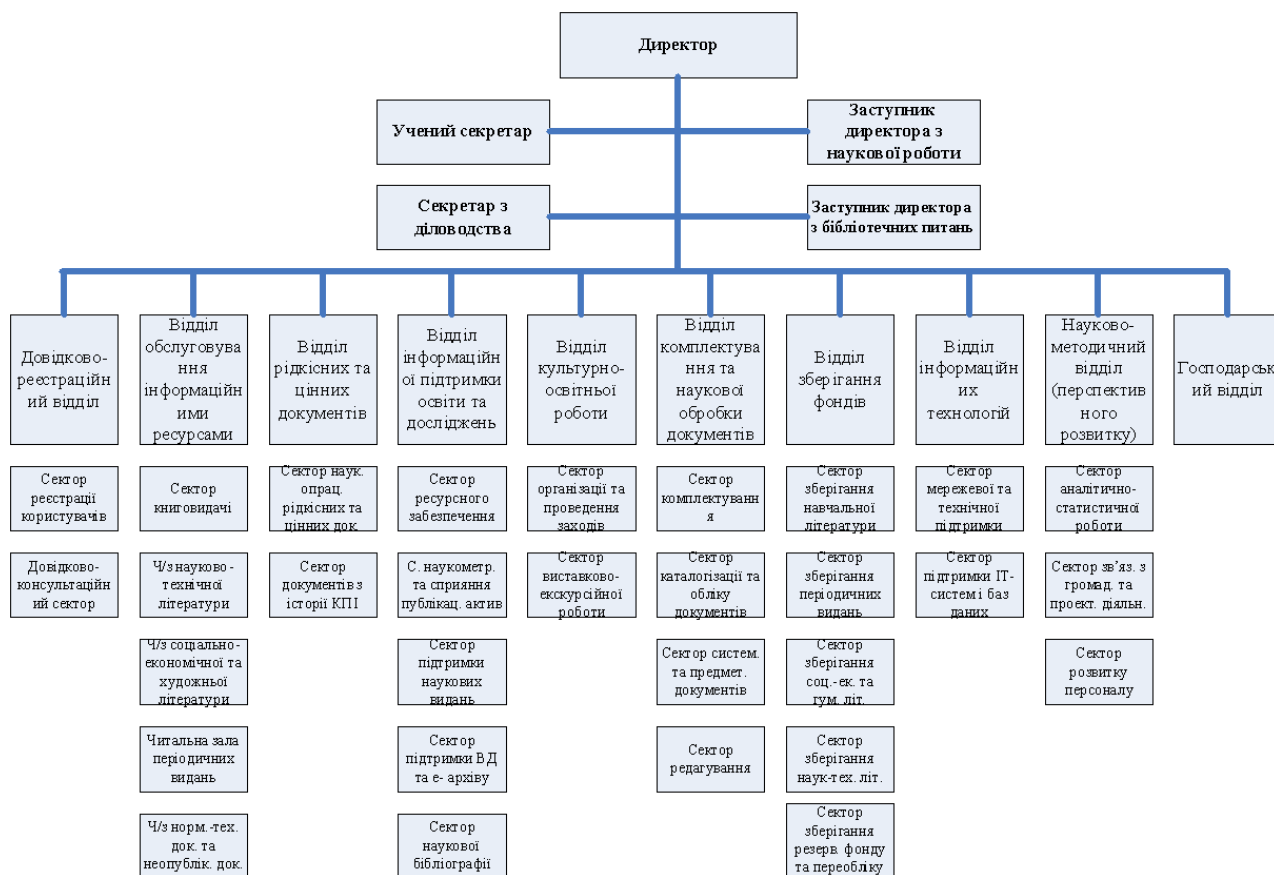 Директор
Учений секретар
Заступник
директора з
наукової роботи
Секретар з
діловодства
Заступник директора
з бібліотечних питань
Довідково-
реєстраційн
ий відділ
Відділ
обслуговува
ння
інформаційн
ими
ресурсами
Відділ
рідкісних та
цінних
документів
Відділ
інформаційн
ої підтримки
освіти та
досліджень
Відділ
культурно-
освітньої
роботи
Відділ
комплектува
ння та
наукової
обробки
документів
Відділ
зберігання
фондів
Відділ
інформаційн
их
технологій
Науково-
методичний
відділ
(перспектив
ного
розвитку)
Господарськ
ий відділ
Сектор
реєстрації
користувачів
Сектор
книговидачі
Сектор наук.
опрац.
рідкісних та
цінних док.
Сектор
ресурсного
забезпечення
Сектор
організації та
проведення
заходів
Сектор
комплектуванн
я
Сектор
зберігання
навчальної
літератури
Сектор
мережевої та
технічної
підтримки
Сектор
аналітично-
статистичної
роботи
Довідково-
консультаційн
ий сектор
Ч/з науково-
технічної
літератури
Сектор
документів з
історії КПІ
С. наукометр.
та сприяння
публікац. актив
Сектор
виставково-
екскурсійної
роботи
Сектор
каталогізації та
обліку
документів
Сектор
зберігання
періодичних
видань
Сектор
підтримки ІТ-
систем і баз
даних
Сектор зв’яз. з
громад. та
проект. діяльн.
Ч/з соціально-
економічної та
художньої
літератури
Сектор
підтримки
наукових
видань
Сектор систем.
та предмет.
документів
Сектор
зберігання
соц.-ек. та
гум. літ.
Сектор
розвитку
персоналу
Читальна зала
періодичних
видань
Сектор
підтримки ВД
та е- архіву
Сектор
редагування
Сектор
зберігання
наук-тех. літ.
Ч/з норм.-тех.
док. та
неопублік. док.
Сектор
наукової
бібліографії
Сектор
зберігання
резерв. фонду
та переобліку